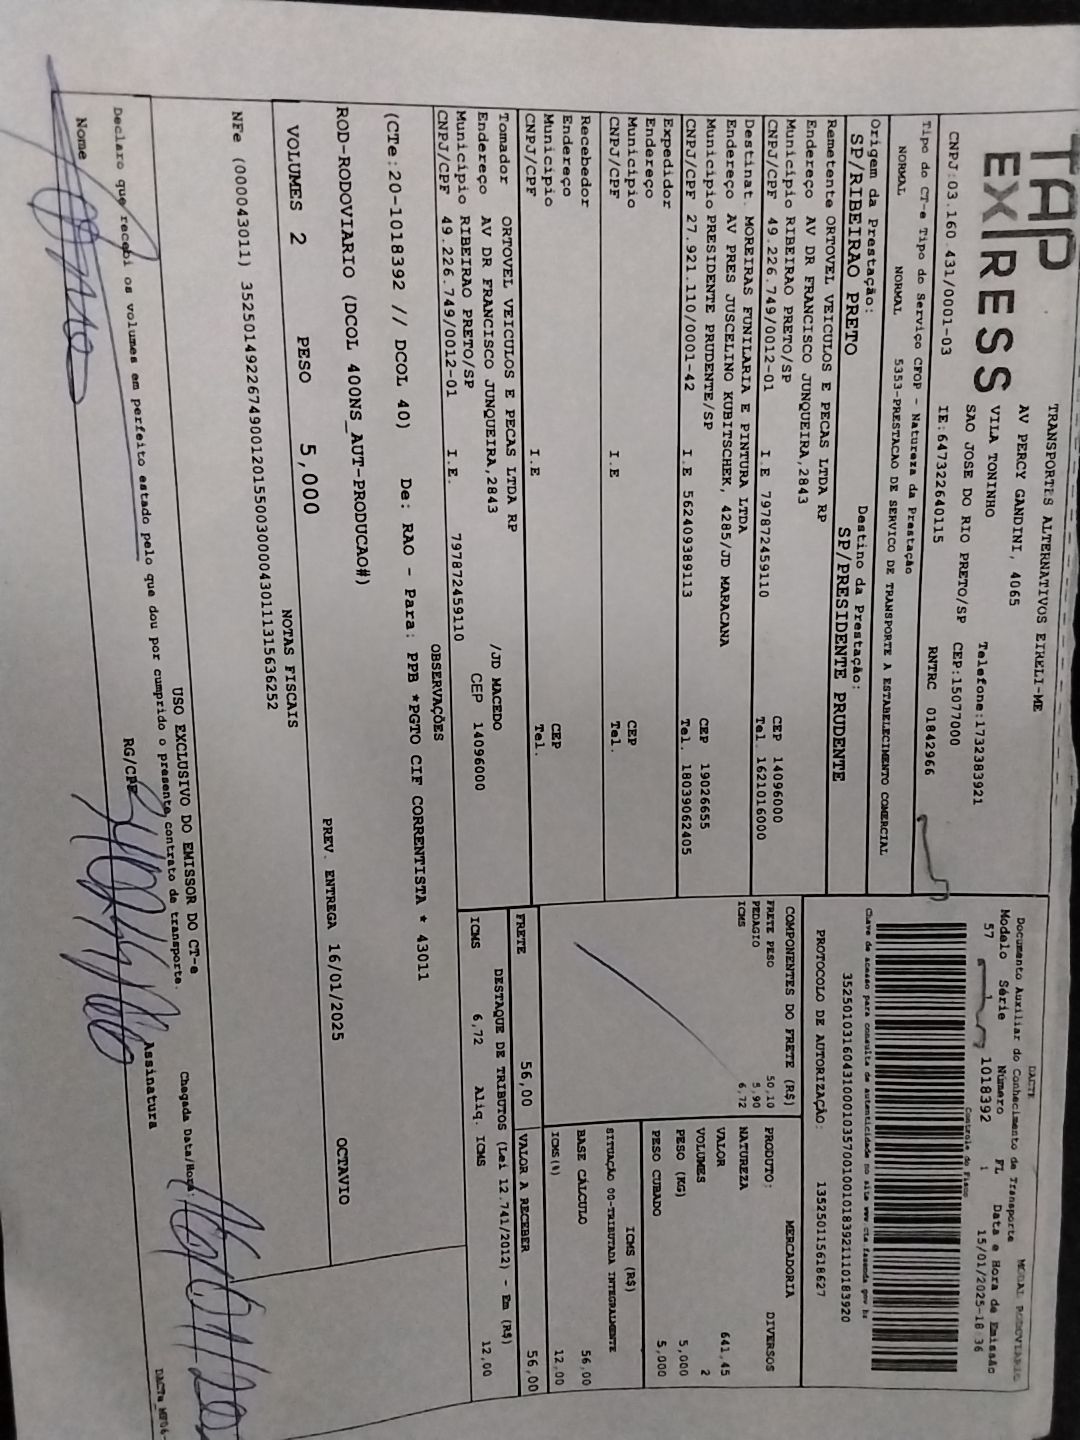 TAP
EXPRESS
TRANSPORTES ALTERNATIVOS EIRELI-ME
AV PERCY GANDINI, 4065
VILA TONINHO Telefone:1732383921
SAO JOSE DO RIO PRETO/SP CEP:15077000
CNPJ:03.160.431/0001-03 IE:647322640115 RNTRC 01842966
Tipo do CT-e Tipo do Serviço CFOP - Natureza da Prestação
NORMAL NORMAL 5353-PRESTACAO DE SERVICO DE TRANSPORTE A ESTABELECIMENTO COMERCIAL
Origem da Prestação: Destino da Prestação:
SP/RIBEIRAO PRETO SP/PRESIDENTE PRUDENTE
Remetente ORTOVEL VEICULOS E PECAS LTDA RP
Endereço AV DR FRANCISCO JUNQUEIRA,2843
Municipio RIBEIRAO PRETO/SP CEP 14096000
CNPJ/CPF 49.226.749/0012-01 I.E 797872459110 Tel. 1621016000
Destinat. MOREIRAS FUNILARIA E PINTURA LTDA
Endereço AV PRES JUSCELINO KUBITSCHEK, 4285/JD MARACANA
Municipio PRESIDENTE PRUDENTE/SP CEP 19026655
CNPJ/CPF 27.921.110/0001-42 I.E 562409389113 Tel. 18039062405
Expedidor
Endereço
Municipio CEP
CNPJ/CPF I.E Tel.
Recebedor
Endereço
Municipio CEP
CNPJ/CPF I.E Tel.
Tomador ORTOVEL VEICULOS E PECAS LTDA RP
Endereço AV DR FRANCISCO JUNQUEIRA,2843 /JD MACEDO
Municipio RIBEIRAO PRETO/SP CEP 14096000
CNPJ/CPF 49.226.749/0012-01 I.E. 797872459110
DACTE MODAL RODOVIARIO
Documento Auxiliar do Conhecimento de Transporte
Modelo Série Número FL Data e Hora de Emissão
57 1 1018392 1 15/01/2025-18:36
Controle do Fisco
Chave de acesso para consulta de autenticidade no site www.cte.fazenda.gov.br
35250103160431000103570010010183921110183920
PROTOCOLO DE AUTORIZAÇÃO: 135250115618627
COMPONENTES DO FRETE (R$)
FRETE PESO 50,10
PEDAGIO 5,90
ICMS 6,72
MERCADORIA
PRODUTO: DIVERSOS
NATUREZA
VALOR 641,45
VOLUMES 2
PESO (KG) 5,000
PESO CUBADO 5,000
ICMS (R$)
SITUAÇÃO 00-TRIBUTADA INTEGRALMENTE
BASE CÁLCULO 56,00
ICMS(%) 12,00
FRETE 56,00 VALOR A RECEBER 56,00
DESTAQUE DE TRIBUTOS (Lei 12.741/2012) - Em (R$)
ICMS 6,72 Aliq. ICMS 12,00
OBSERVAÇÕES
(CTe:20-1018392 // DCOL 40) De: RAO - Para: PPB *PGTO CIF CORRENTISTA * 43011
ROD-RODOVIARIO (DCOL 400NS_AUT-PRODUCAO#)
PREV. ENTREGA 16/01/2025 OCTAVIO
VOLUMES 2 PESO 5,000
NOTAS FISCAIS
NFe (000043011) 35250149226749001201550030000430111315636252
USO EXCLUSIVO DO EMISSOR DO CT-e
Chegada Data/Hora:
Declaro que recebi os volumes em perfeito estado pelo que dou por cumprido o presente contrato de transporte.
Nome RG/CPF Assinatura